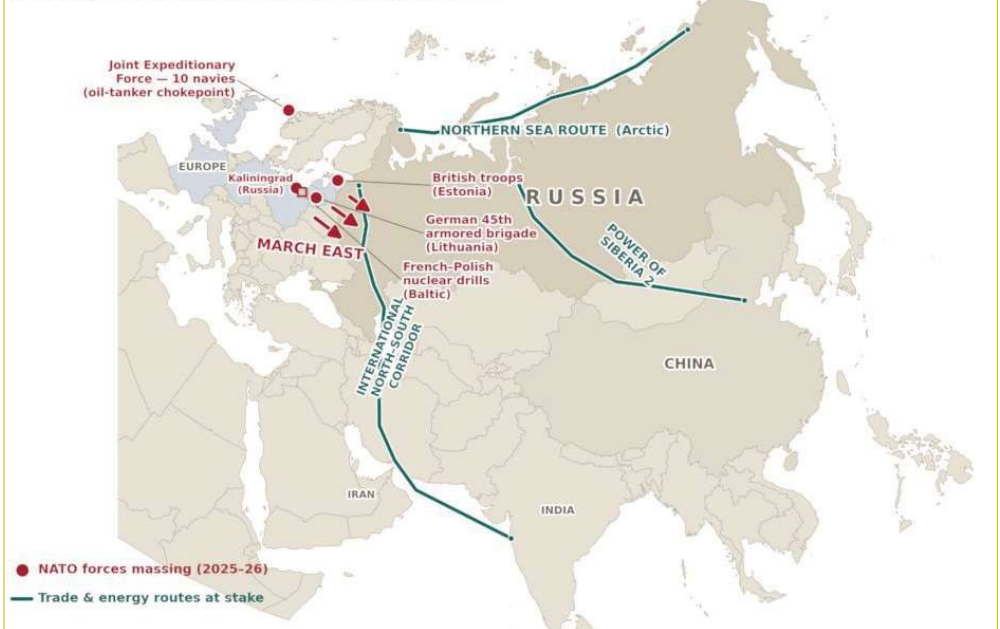 Joint Expeditionary
Force — 10 navies
(oil-tanker chokepoint)
NORTHERN SEA ROUTE (Arctic)
EUROPE
Kaliningrad
(Russia)
British troops
(Estonia)
RUSSIA
German 45th
armored brigade
(Lithuania)
MARCH EAST
French–Polish
nuclear drills
(Baltic)
POWER OF
SIBERIA 2
INTERNATIONAL
NORTH–SOUTH
CORRIDOR
CHINA
IRAN
INDIA
NATO forces massing (2025–26)
Trade & energy routes at stake